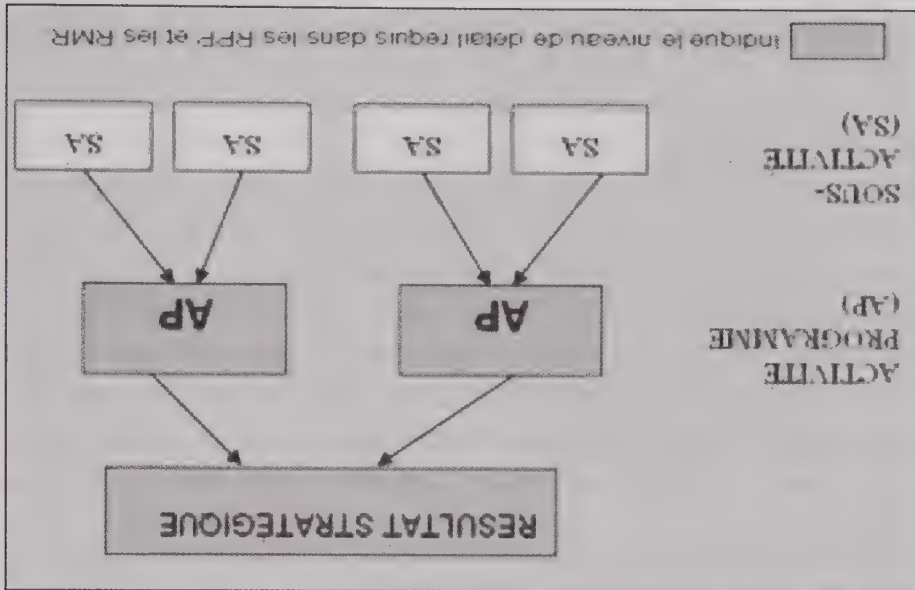 RESULTAT STRATÉGIQUE
ACTIVITÉ
PROGRAMME
(AP)
AP
AP
SOUS-
ACTIVITÉ
(SA)
SA
SA
SA
SA
Indique le niveau de détail requis dans les RPP et les RMR